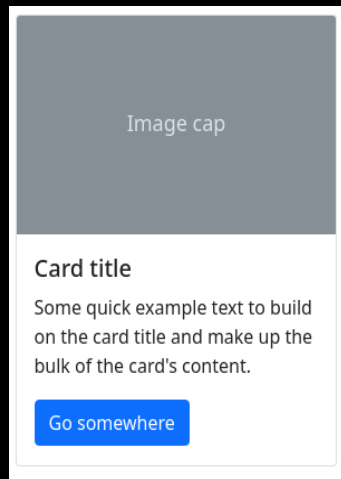 Image cap
Card title
Some quick example text to build
on the card title and make up the
bulk of the card's content.
Go somewhere